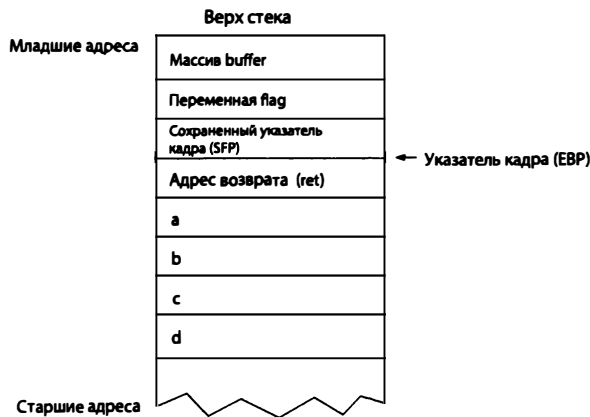 Верх стека
Младшие адреса
Массив buffer
Переменная flag
Сохраненный указатель
кадра (SFP)
Указатель кадра (EBP)
Адрес возврата (ret)
a
b
c
d
Старшие адреса